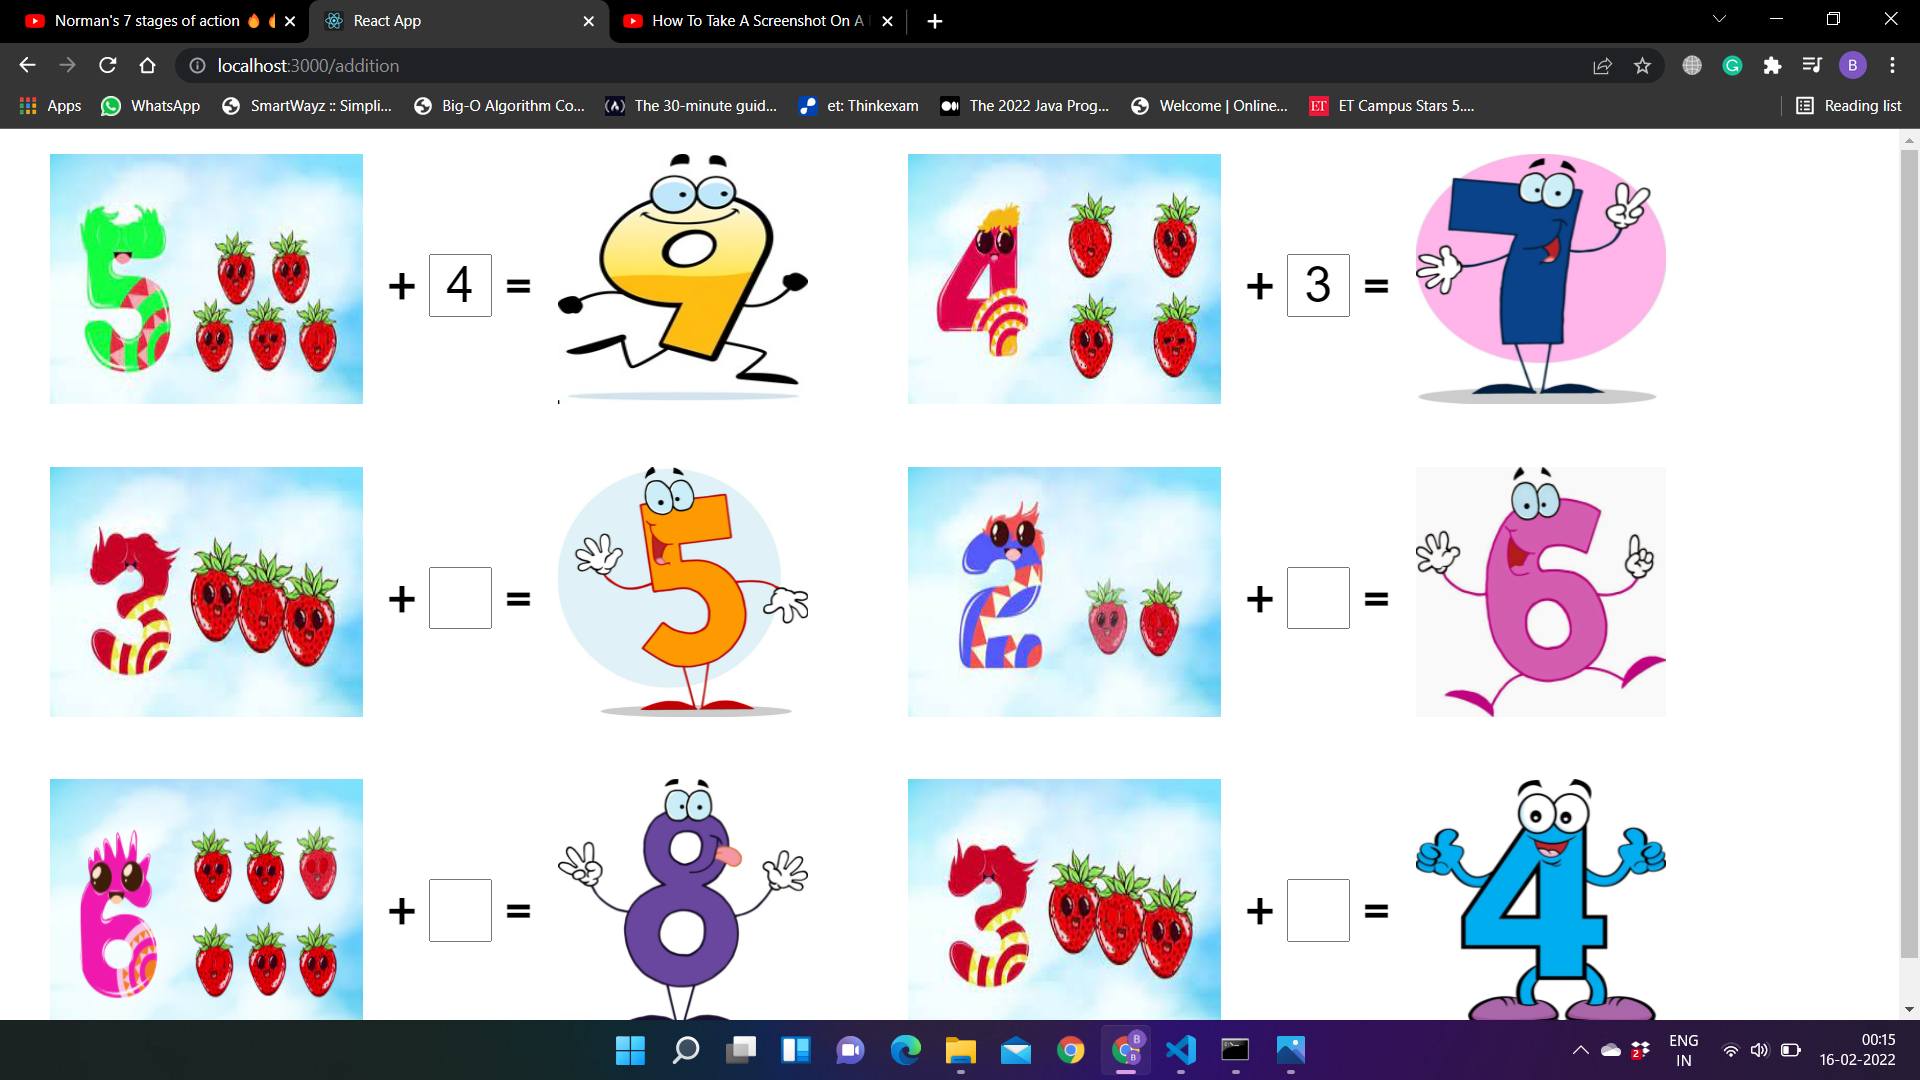 Norman's 7 stages of action 🔥
React App
How To Take A Screenshot On A
localhost:3000/addition
B
Apps
WhatsApp
SmartWayz :: Simpli...
Big-O Algorithm Co...
The 30-minute guid...
et: Thinkexam
The 2022 Java Prog...
Welcome | Online...
ET
ET Campus Stars 5....
Reading list
5 + 4 = 9
4 + 3 = 7
3 + = 5
2 + = 6
6 + = 8
3 + = 4
ENG
IN
2
00:15
16-02-2022